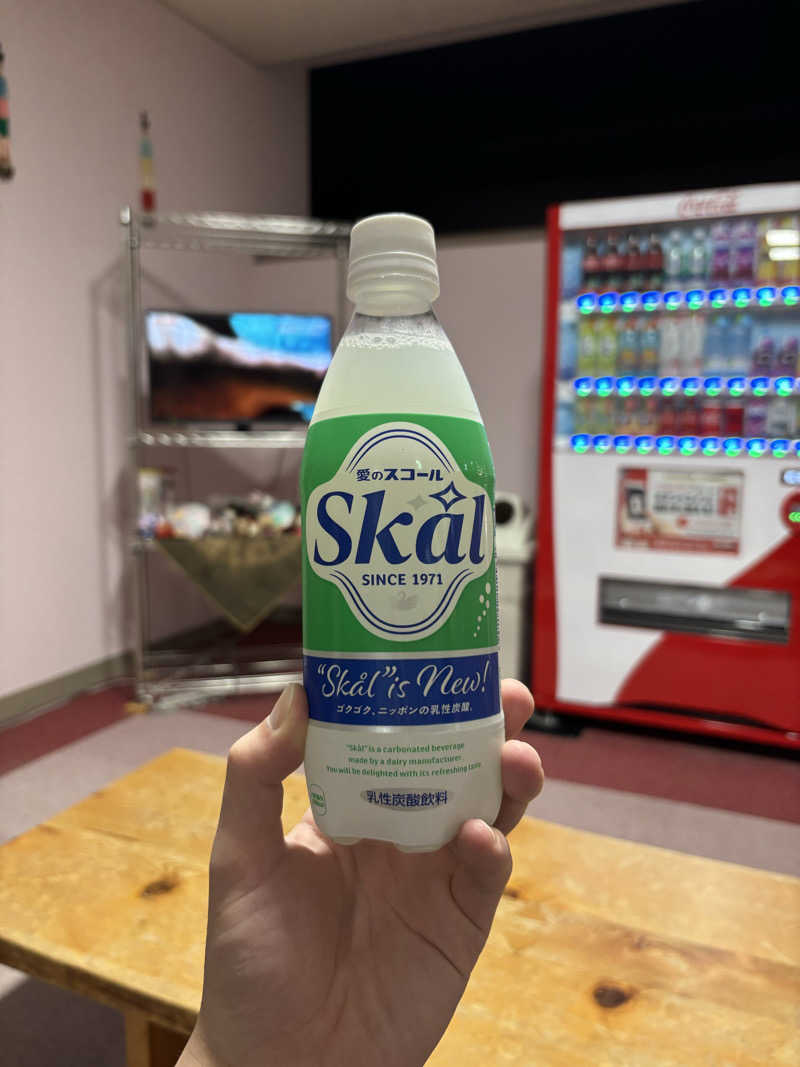 Coca-Cola
愛のスコール
Skål
SINCE 1971
"Skål" is New!
ゴクゴク、ニッポンの乳性炭酸。
"Skål" is a carbonated beverage
made by a dairy manufacturer.
You will be delighted with its refreshing taste.
乳性炭酸飲料